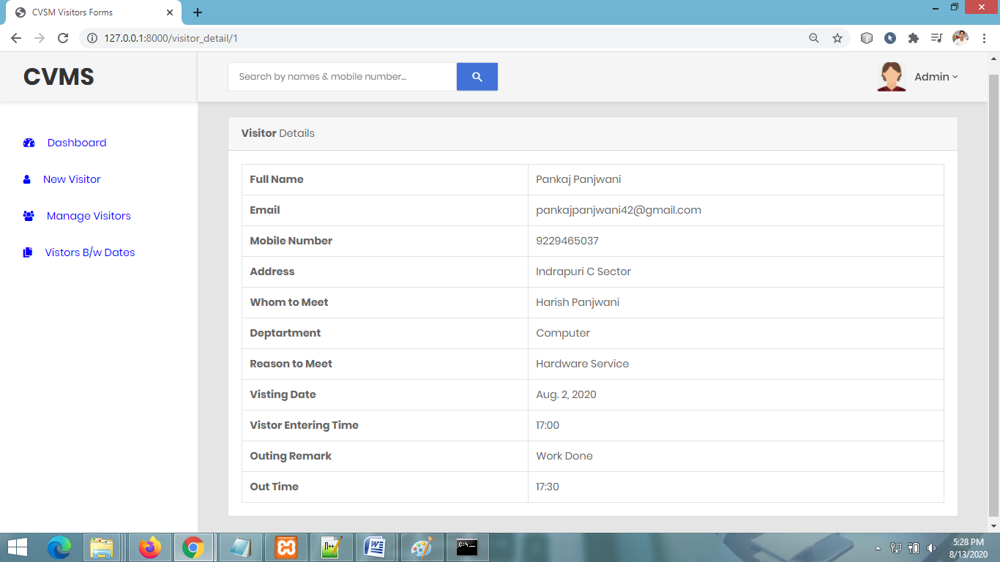 CVSM Visitors Forms
127.0.0.1:8000/visitor_detail/1
CVMS
Search by names & mobile number...
Admin
Dashboard
New Visitor
Manage Visitors
Vistors B/w Dates
Visitor Details
Full Name Pankaj Panjwani
Email pankajpanjwani42@gmail.com
Mobile Number 9229465037
Address Indrapuri C Sector
Whom to Meet Harish Panjwani
Deptartment Computer
Reason to Meet Hardware Service
Visting Date Aug. 2, 2020
Vistor Entering Time 17:00
Outing Remark Work Done
Out Time 17:30
5:28 PM
8/13/2020